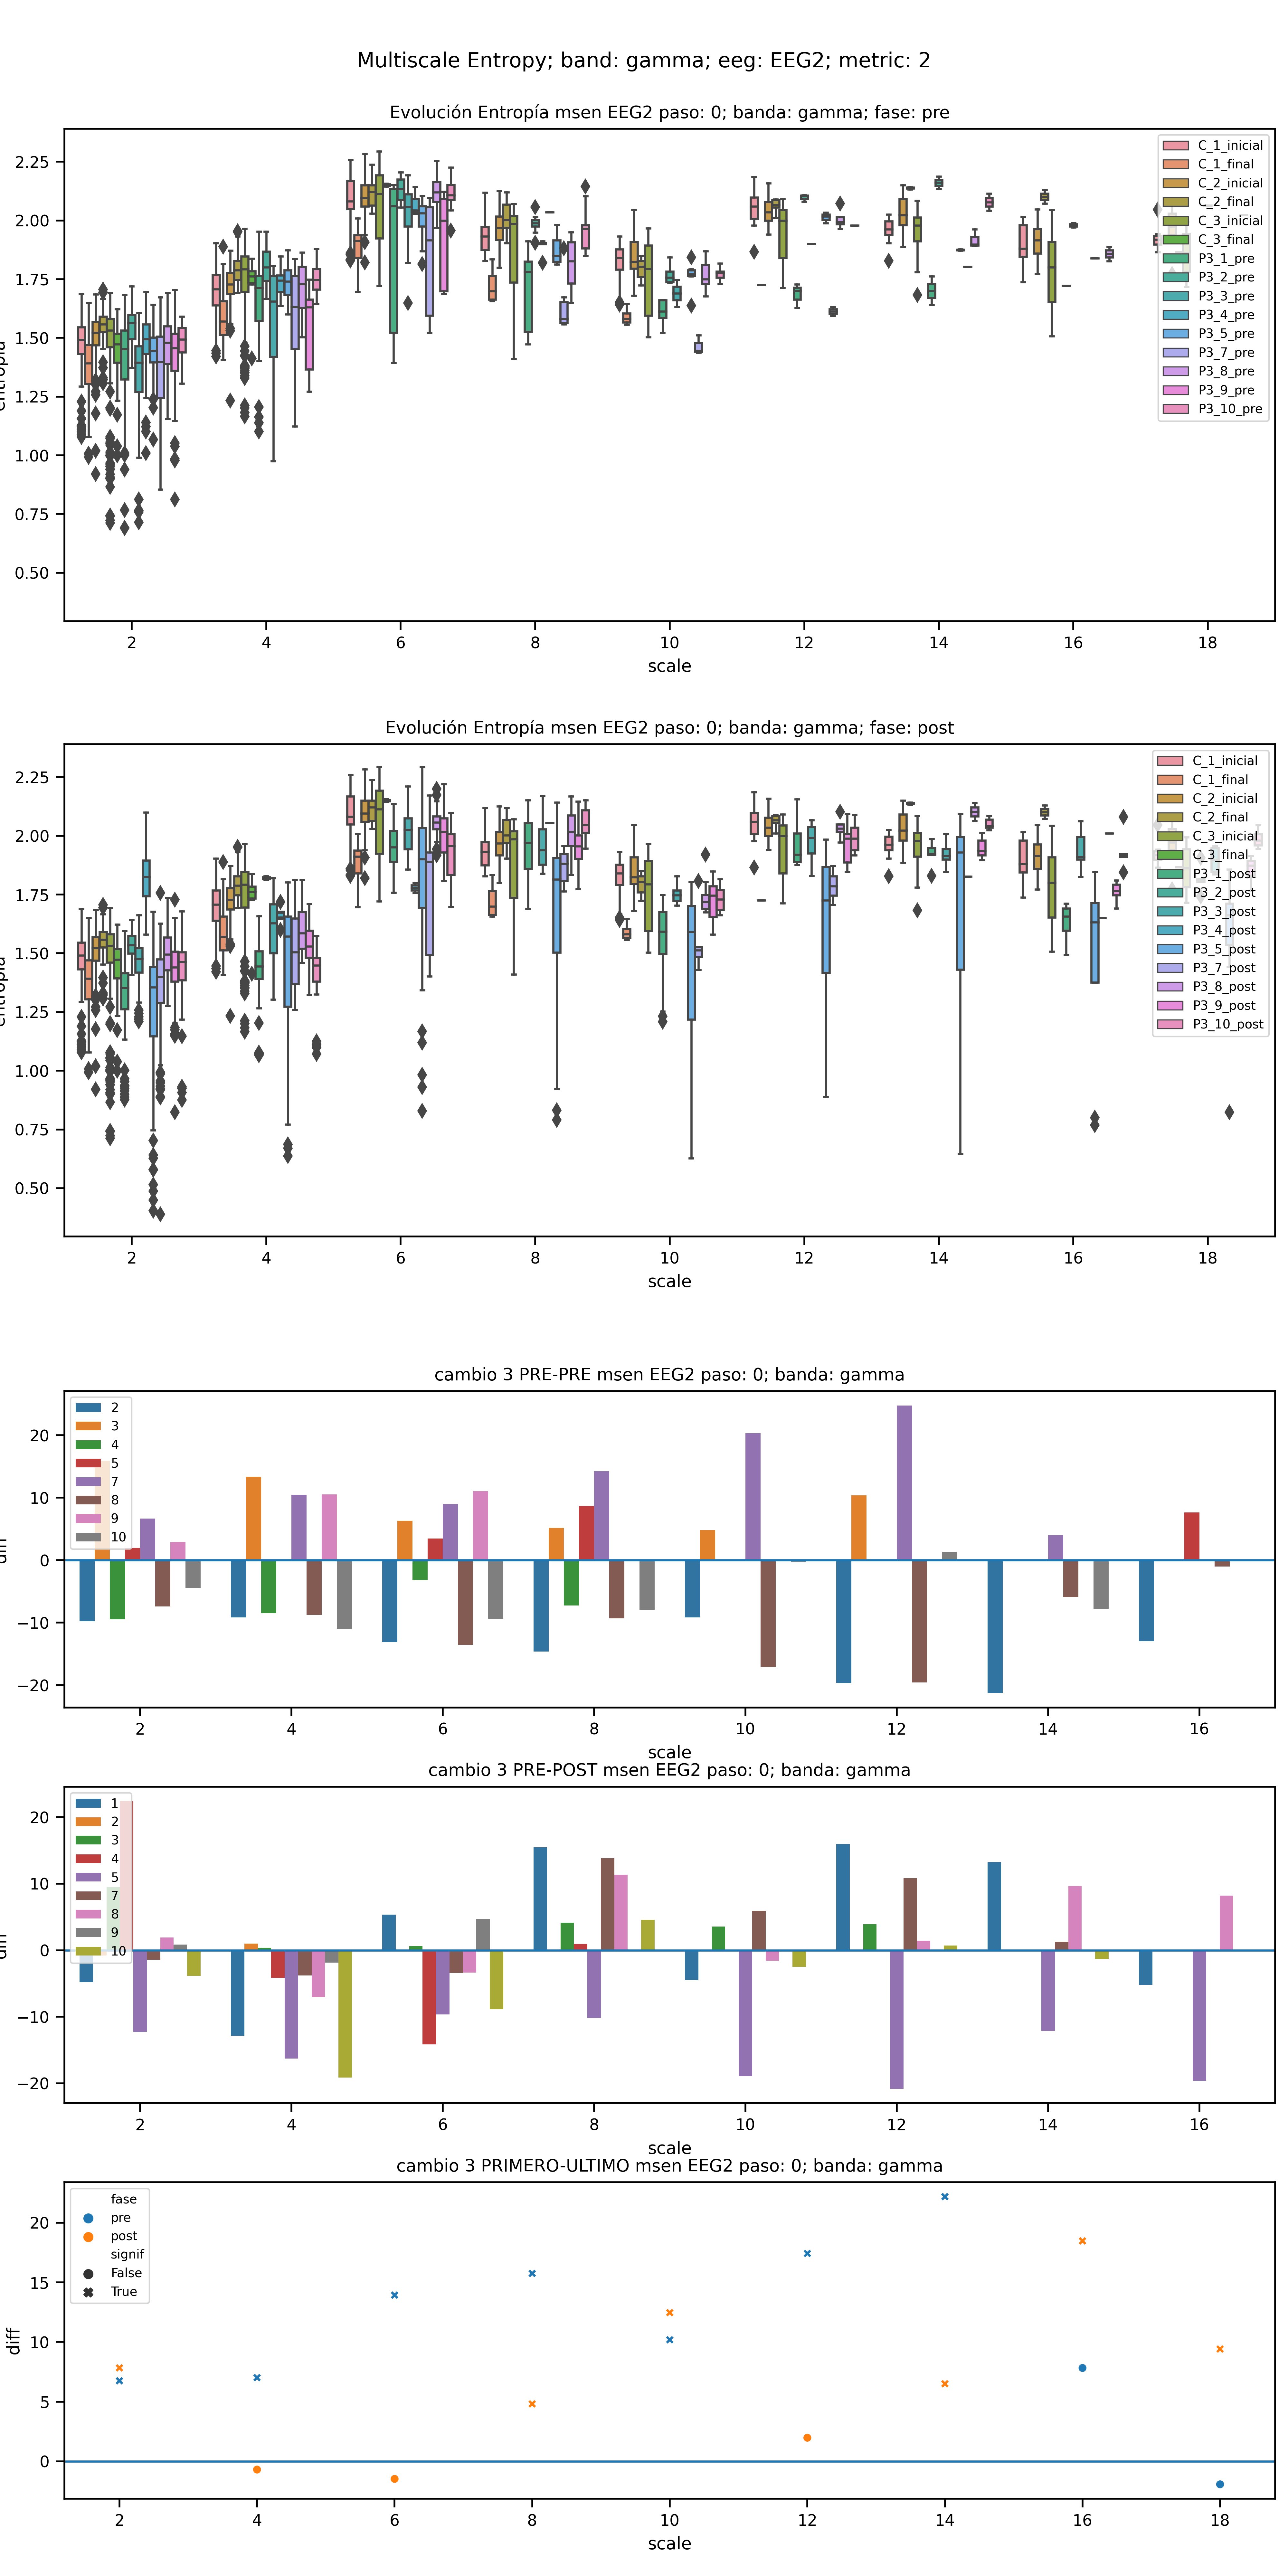 Multiscale Entropy; band: gamma; eeg: EEG2; metric: 2
Evolución Entropía msen EEG2 paso: 0; banda: gamma; fase: pre
2.25
2.00
1.75
1.50
1.25
1.00
0.75
0.50
C_1_inicial
C_1_final
C_2_inicial
C_2_final
C_3_inicial
C_3_final
P3_1_pre
P3_2_pre
P3_3_pre
P3_4_pre
P3_5_pre
P3_7_pre
P3_8_pre
P3_9_pre
P3_10_pre
2 4 6 8 10 12 14 16 18
scale
Evolución Entropía msen EEG2 paso: 0; banda: gamma; fase: post
2.25
2.00
1.75
1.50
1.25
1.00
0.75
0.50
C_1_inicial
C_1_final
C_2_inicial
C_2_final
C_3_inicial
C_3_final
P3_1_post
P3_2_post
P3_3_post
P3_4_post
P3_5_post
P3_7_post
P3_8_post
P3_9_post
P3_10_post
2 4 6 8 10 12 14 16 18
scale
cambio 3 PRE-PRE msen EEG2 paso: 0; banda: gamma
20
10
0
−10
−20
2
3
4
5
7
8
9
10
2 4 6 8 10 12 14 16
scale
cambio 3 PRE-POST msen EEG2 paso: 0; banda: gamma
20
10
0
−10
−20
1
2
3
4
5
7
8
9
10
2 4 6 8 10 12 14 16
scale
cambio 3 PRIMERO-ULTIMO msen EEG2 paso: 0; banda: gamma
diff
20
15
10
5
0
fase
pre
post
signif
False
True
2 4 6 8 10 12 14 16 18
scale